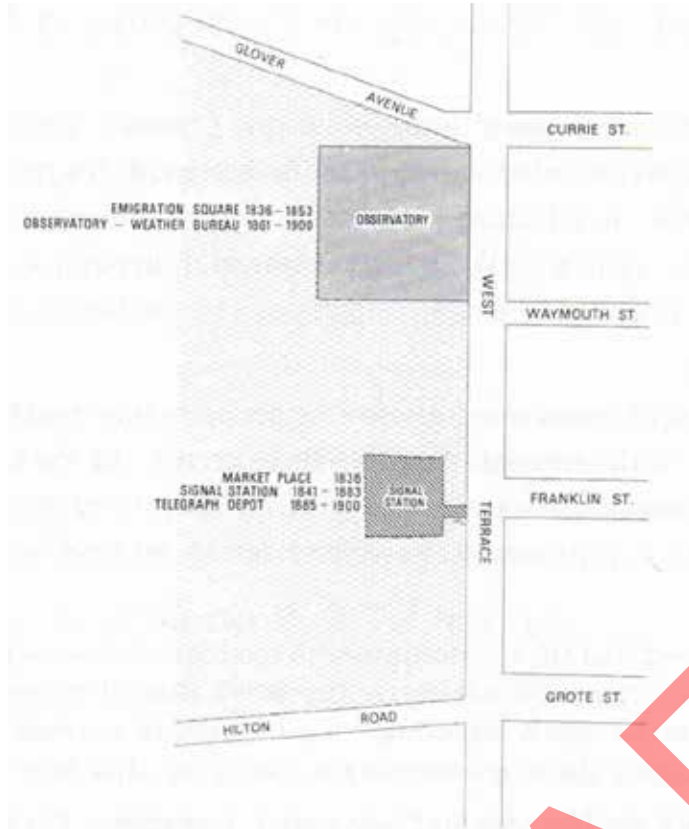 GLOVER AVENUE
CURRIE ST.
EMIGRATION SQUARE 1836-1853
OBSERVATORY - WEATHER BUREAU 1861-1900
OBSERVATORY
WEST TERRACE
WAYMOUTH ST.
MARKET PLACE 1836
SIGNAL STATION 1841-1883
TELEGRAPH DEPOT 1885-1900
SIGNAL
STATION
FRANKLIN ST.
GROTE ST.
HILTON ROAD